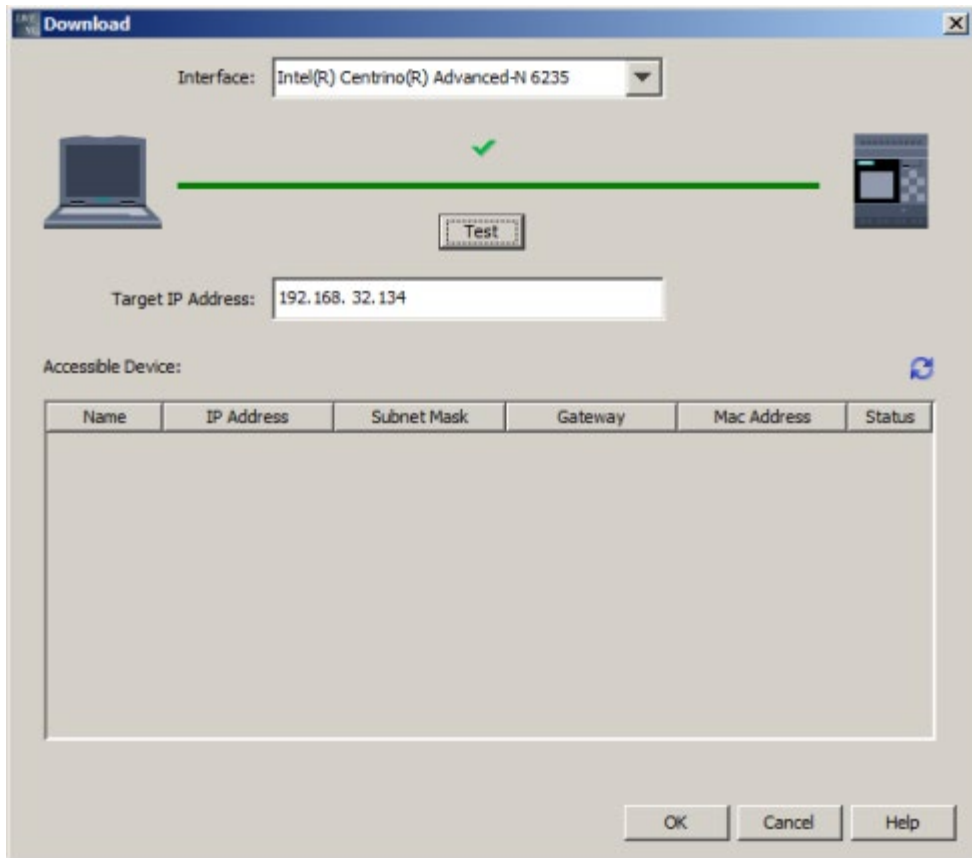 Download
Interface: Intel(R) Centrino(R) Advanced-N 6235
Test
Target IP Address: 192.168. 32.134
Accessible Device:
Name IP Address Subnet Mask Gateway Mac Address Status
OK Cancel Help